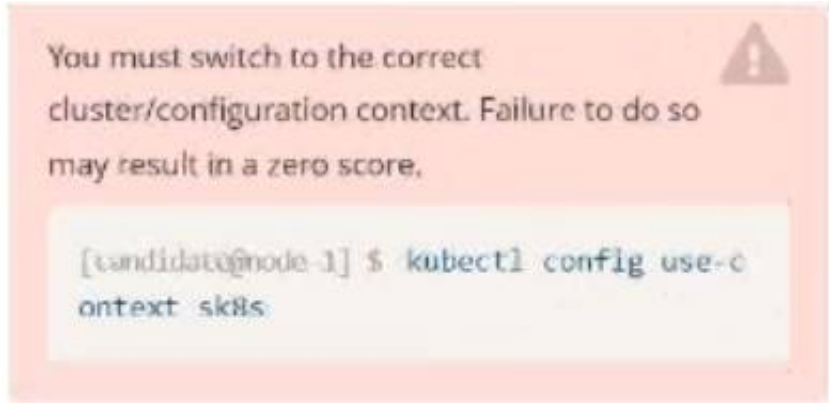 You must switch to the correct
cluster/configuration context. Failure to do so
may result in a zero score.
[candidate@node-1] $ kubectl config use-c
ontext sk8s